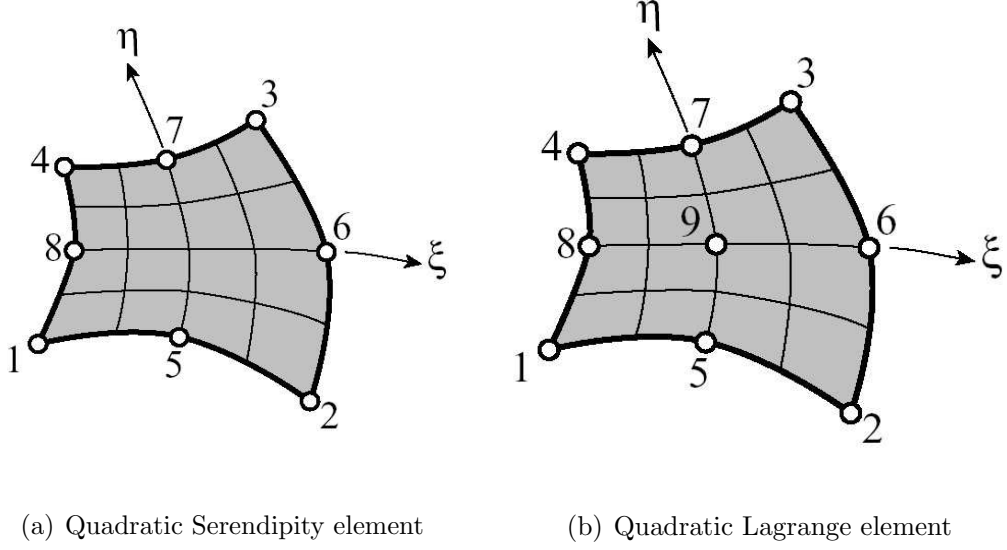 η
3
7
4
8
6
ξ
1
5
2
η
3
7
4
9
6
8
ξ
1
5
2
(a) Quadratic Serendipity element
(b) Quadratic Lagrange element